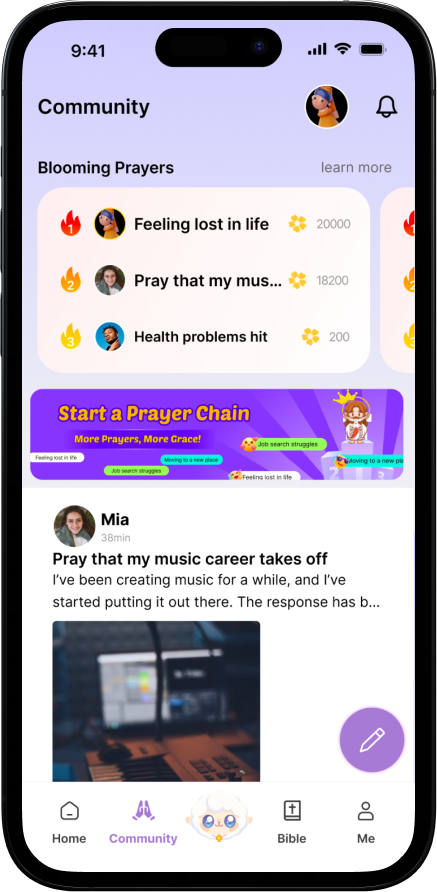 9:41
Community
Blooming Prayers
learn more
1
Feeling lost in life
20000
2
Pray that my mus...
18200
3
Health problems hit
200
Start a Prayer Chain
More Prayers, More Grace!
Job search struggles
Feeling lost in life
Moving to a new place
Moving to a new pla
Job search struggles
Feeling lost in life
Mia
38min
Pray that my music career takes off
I've been creating music for a while, and I've
started putting it out there. The response has b...
Home
Community
Bible
Me